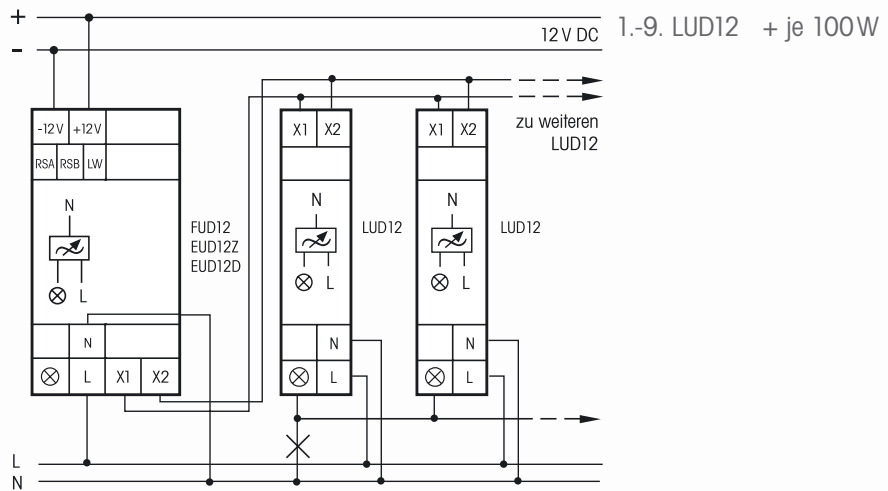 +
12 V DC
1.-9. LUD12 + je 100 W
-
zu weiteren
LUD12
-12 V +12V
X1 X2
X1 X2
RSA RSB LW
N
N
N
FUD12
EUD12Z
EUD12D
LUD12
LUD12
L
L
L
N
N
N
L X1 X2
L
L
L
N